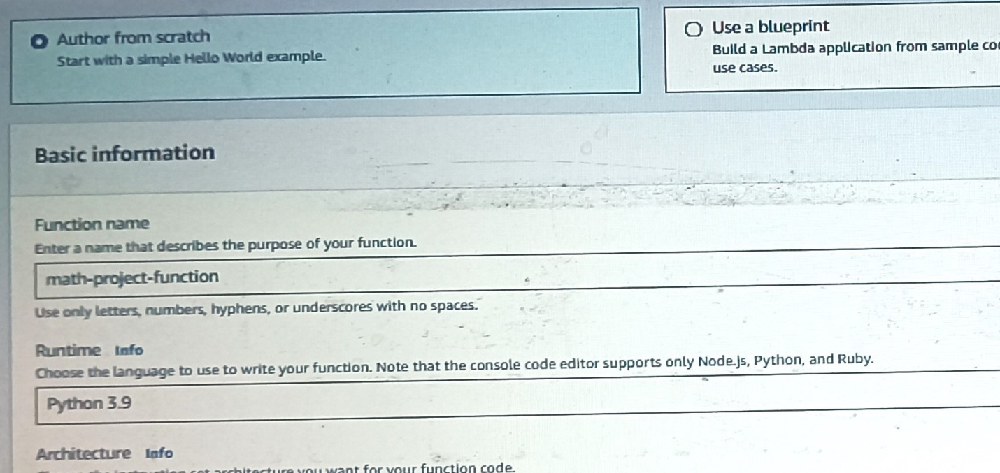 Author from scratch
Start with a simple Hello World example.
Use a blueprint
Build a Lambda application from sample
use cases.
Basic information
Function name
Enter a name that describes the purpose of your function.
math-project-function
Use only letters, numbers, hyphens, or underscores with no spaces.
Runtime Info
Choose the language to use to write your function. Note that the console code editor supports only Node.js, Python, and Ruby.
Python 3.9
Architecture Info
architecture you want for your function code.